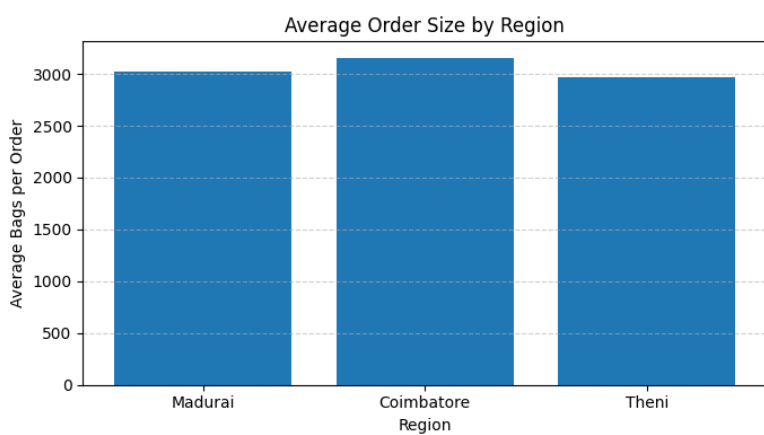 Average Order Size by Region
3000
2500
2000
1500
1000
500
0
Average Bags per Order
Madurai Coimbatore Theni
Region